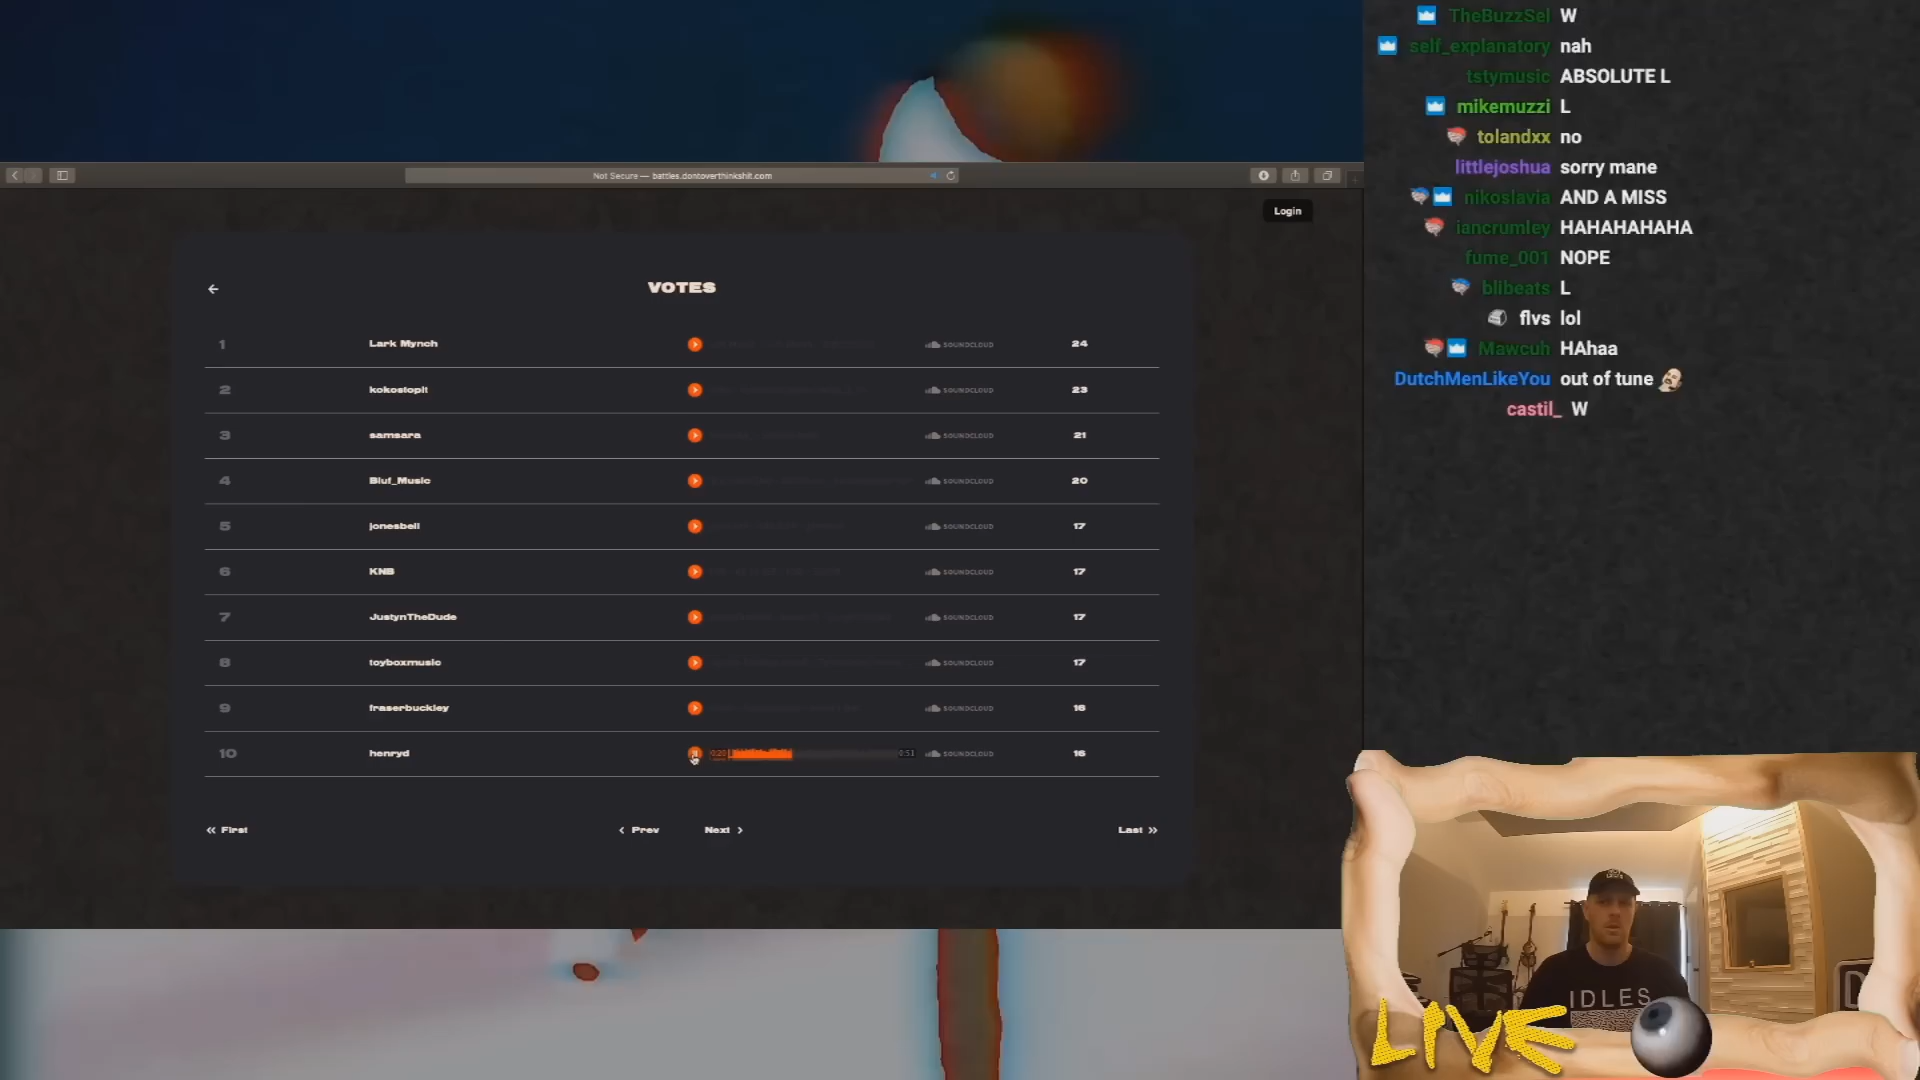 Not Secure — battles.dontoverthinkshit.com
Login
VOTES
1 Lark Mynch SOUNDCLOUD 24
2 kokostopit SOUNDCLOUD 23
3 samsara SOUNDCLOUD 21
4 Bluf_Music SOUNDCLOUD 20
5 jonesbell SOUNDCLOUD 17
6 KNB SOUNDCLOUD 17
7 JustynTheDude SOUNDCLOUD 17
8 toyboxmusic SOUNDCLOUD 17
9 fraserbuckley SOUNDCLOUD 16
10 henryd 0:20 0:51 SOUNDCLOUD 16
First
Prev
Next
Last
TheBuzzSel W
self_explanatory nah
tstymusic ABSOLUTE L
mikemuzzi L
tolandxx no
littlejoshua sorry mane
nikoslavia AND A MISS
iancrumley HAHAHAHAHA
fume_001 NOPE
blibeats L
flvs lol
Mawcuh HAhaa
DutchMenLikeYou out of tune
castil_ W
IDLES
LIVE